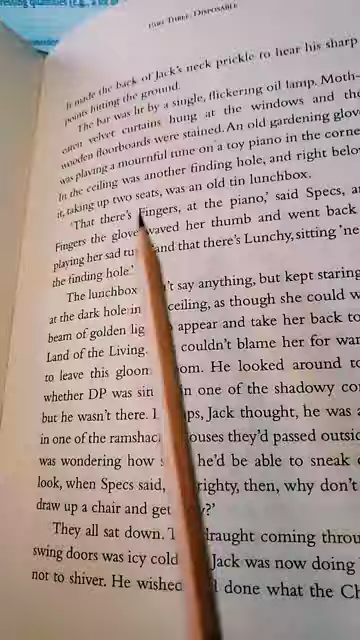 PART THREE: DISPOSABLE
It made the back of Jack's neck prickle to hear his sharp
points hitting the ground.
The bar was lit by a single, flickering oil lamp. Moth-
eaten velvet curtains hung at the windows and the
wooden floorboards were stained. An old gardening glove
was playing a mournful tune on a toy piano in the corne
In the ceiling was another finding hole, and right belo
it, taking up two seats, was an old tin lunchbox.
'That there's Fingers, at the piano,' said Specs, a
Fingers the glove waved her thumb and went back
playing her sad tu and that there's Lunchy, sitting 'ne
the finding hole.'
The lunchbox 't say anything, but kept staring
at the dark hole in ceiling, as though she could w
beam of golden lig appear and take her back to
Land of the Living. couldn't blame her for wan
to leave this gloom om. He looked around to
whether DP was sin n one of the shadowy co
but he wasn't there. ps, Jack thought, he was a
in one of the ramshac ouses they'd passed outsid
was wondering how he'd be able to sneak
look, when Specs said, righty, then, why don't
draw up a chair and get ?'
They all sat down. T draught coming throu
swing doors was icy cold Jack was now doing
not to shiver. He wished done what the Ch